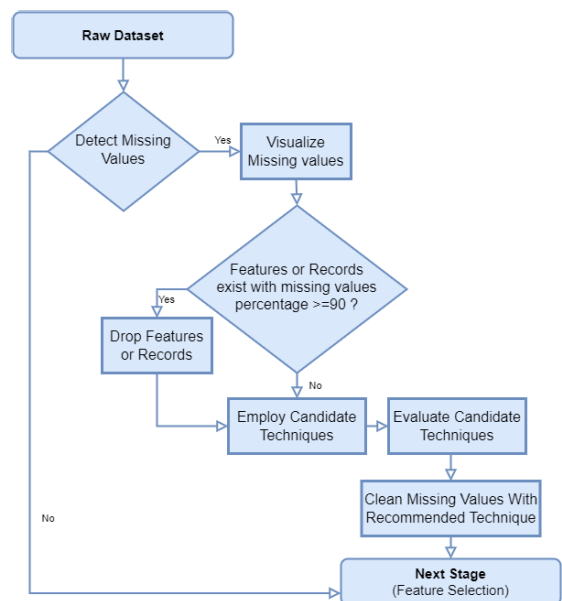 Raw Dataset
Detect Missing
Values
Yes
Visualize
Missing values
Features or Records
exist with missing values
percentage >=90 ?
Yes
Drop Features
or Records
No
Employ Candidate
Techniques
Evaluate Candidate
Techniques
Clean Missing Values With
Recommended Technique
No
Next Stage
(Feature Selection)